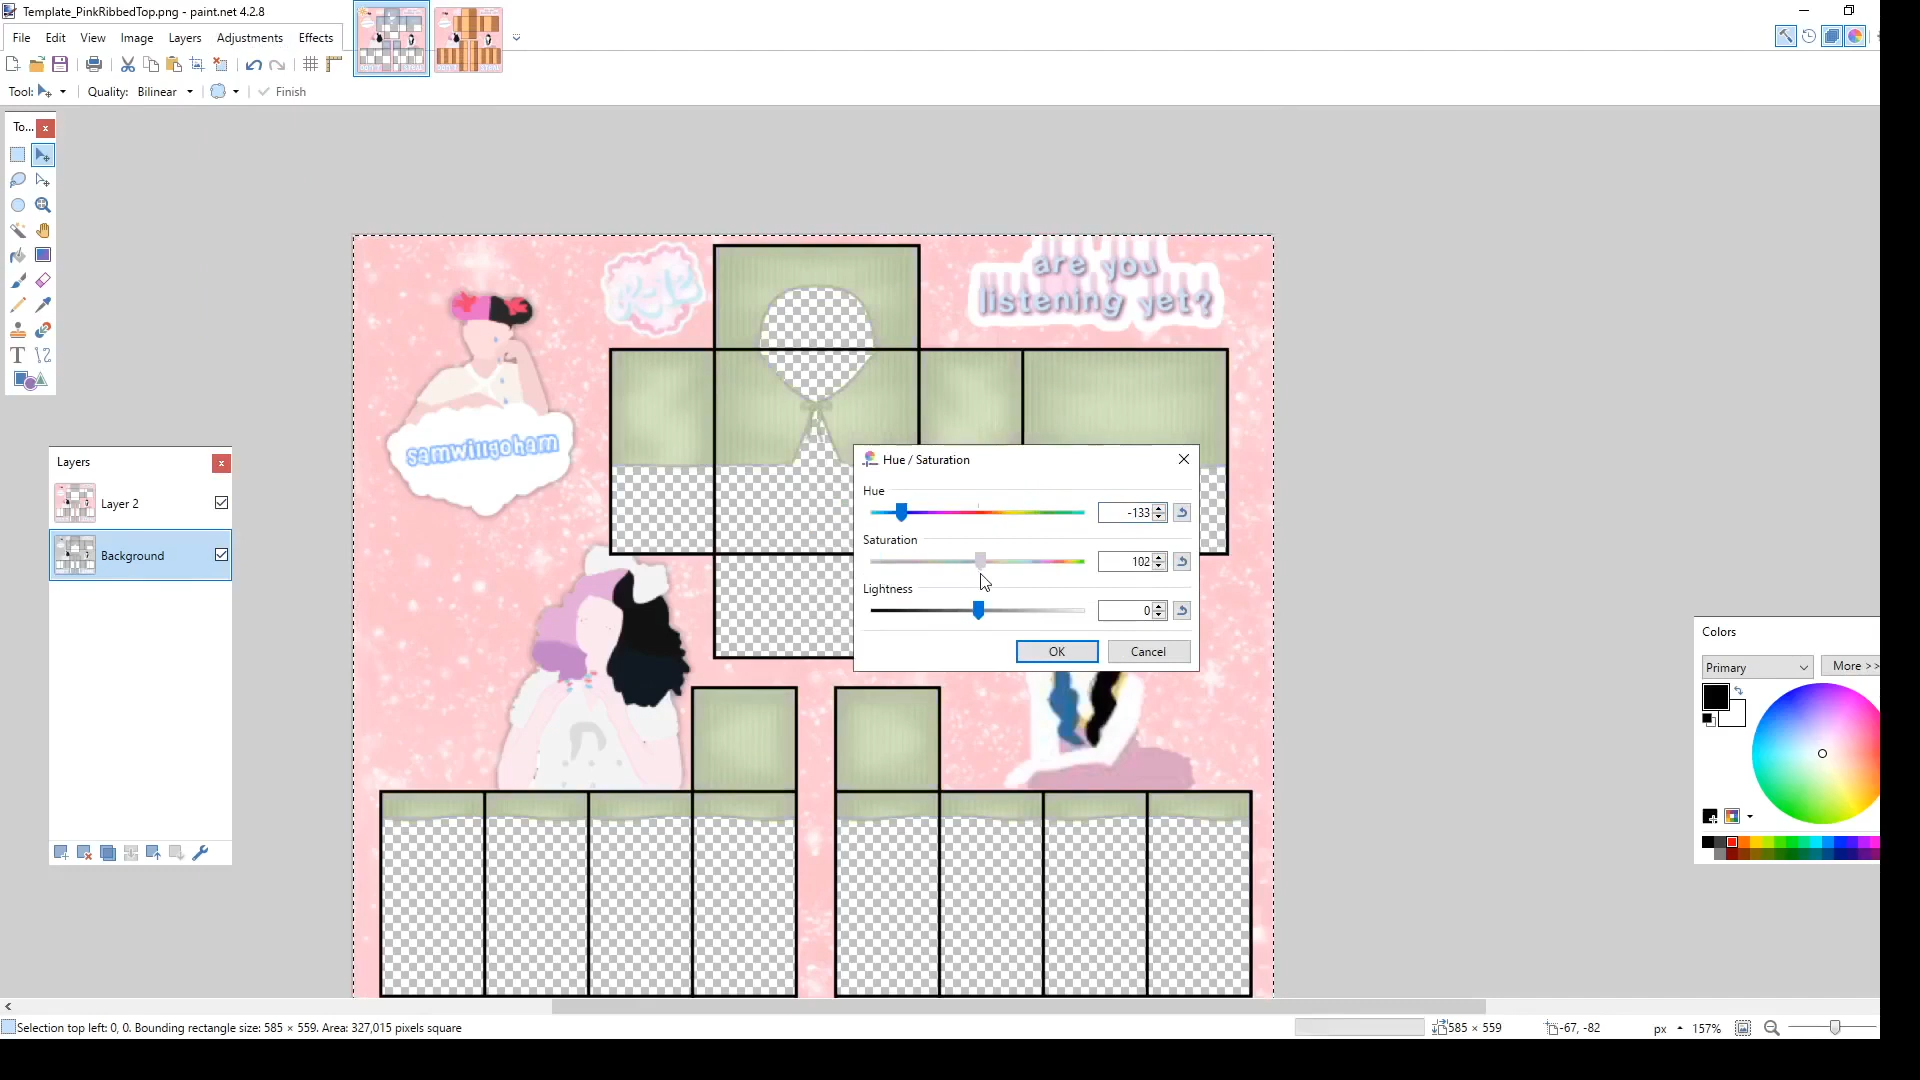 Template_PinkRibbedTop.png - paint.net 4.2.8
File Edit View Image Layers Adjustments Effects
Tool: Quality: Bilinear Finish
To...
are you
listening yet?
samwillgoham
Layers
Layer 2
Background
Hue / Saturation
Hue
-133
Saturation
102
Lightness
0
OK Cancel
Colors
Primary More >>
Selection top left: 0, 0. Bounding rectangle size: 585 × 559. Area: 327,015 pixels square 585 × 559 -67, -82 px 157%